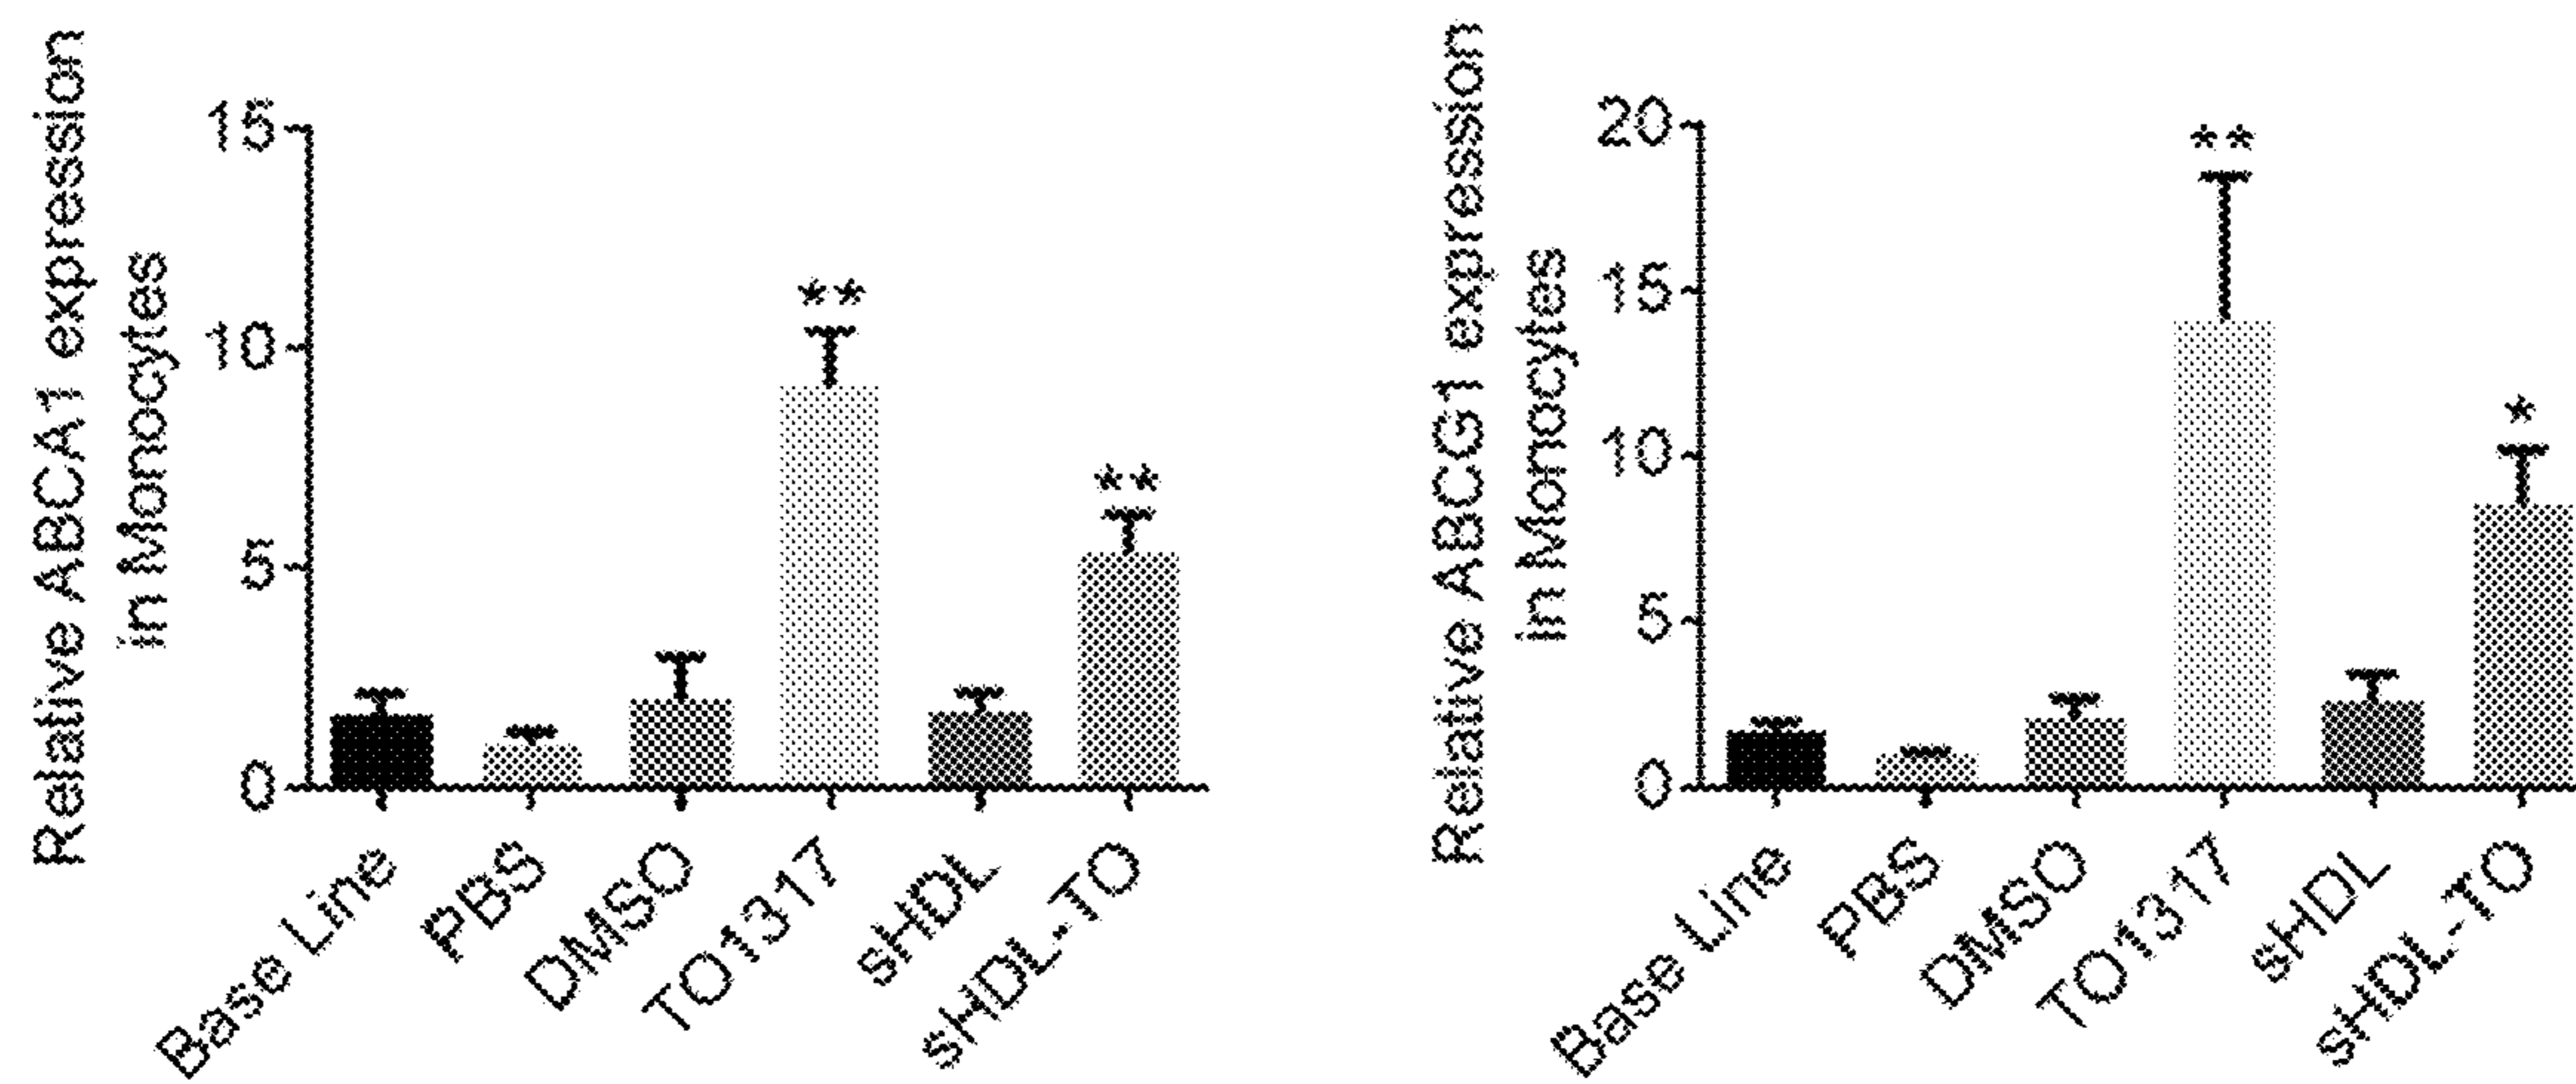 Relative ABCA1 expression
in Monocytes
15
10
5
0
**
**
Base Line
PBS
DMSO
TO1317
sHDL
sHDL-TO
Relative ABCG1 expression
in Monocytes
20
15
10
5
0
**
*
Base Line
PBS
DMSO
TO1317
sHDL
sHDL-TO